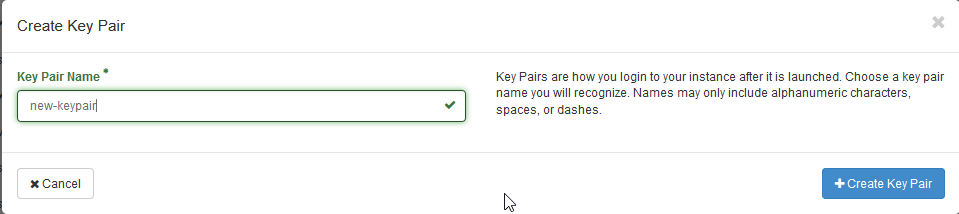 Create Key Pair
Key Pair Name *
new-keypair
Key Pairs are how you login to your instance after it is launched. Choose a key pair
name you will recognize. Names may only include alphanumeric characters,
spaces, or dashes.
Cancel
Create Key Pair